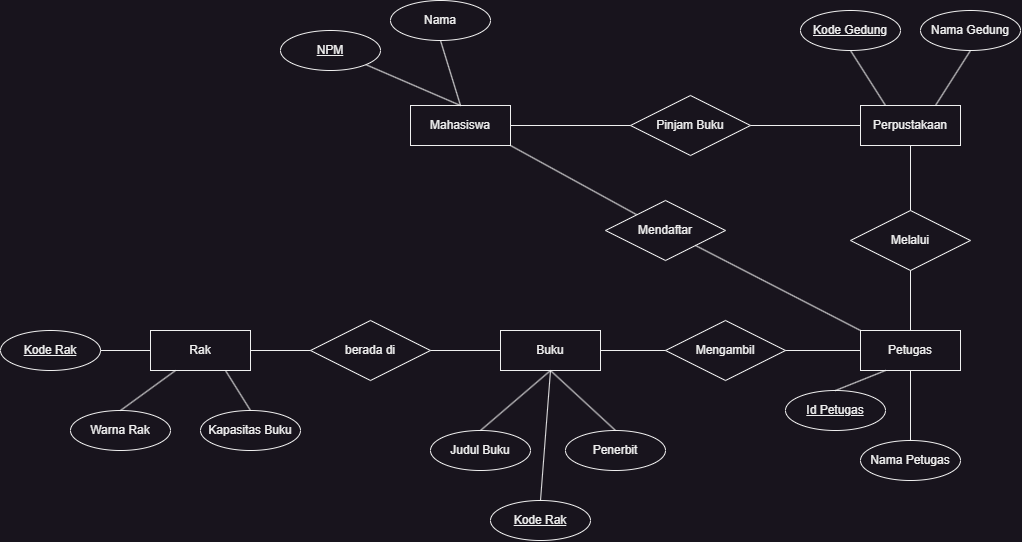 Nama
NPM
Kode Gedung
Nama Gedung
Mahasiswa
Pinjam Buku
Perpustakaan
Mendaftar
Melalui
Kode Rak
Rak
berada di
Buku
Mengambil
Petugas
Id Petugas
Warna Rak
Kapasitas Buku
Judul Buku
Penerbit
Nama Petugas
Kode Rak